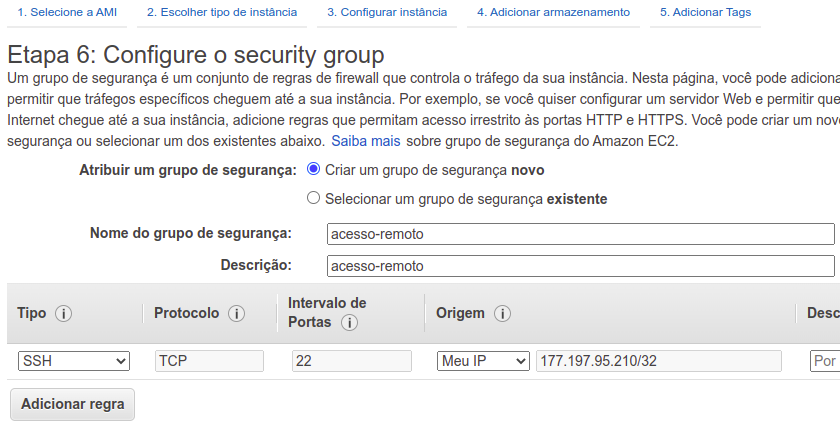 1. Selecione a AMI 2. Escolher tipo de instância 3. Configurar instância 4. Adicionar armazenamento 5. Adicionar Tags
Etapa 6: Configure o security group
Um grupo de segurança é um conjunto de regras de firewall que controla o tráfego da sua instância. Nesta página, você pode adiciona
permitir que tráfegos específicos cheguem até a sua instância. Por exemplo, se você quiser configurar um servidor Web e permitir que
Internet chegue até a sua instância, adicione regras que permitam acesso irrestrito às portas HTTP e HTTPS. Você pode criar um nov
segurança ou selecionar um dos existentes abaixo. Saiba mais sobre grupo de segurança do Amazon EC2.
Atribuir um grupo de segurança: Criar um grupo de segurança novo
Selecionar um grupo de segurança existente
Nome do grupo de segurança: acesso-remoto
Descrição: acesso-remoto
Tipo i Protocolo i Intervalo de Portas i Origem i Desc
SSH TCP 22 Meu IP 177.197.95.210/32 Por
Adicionar regra